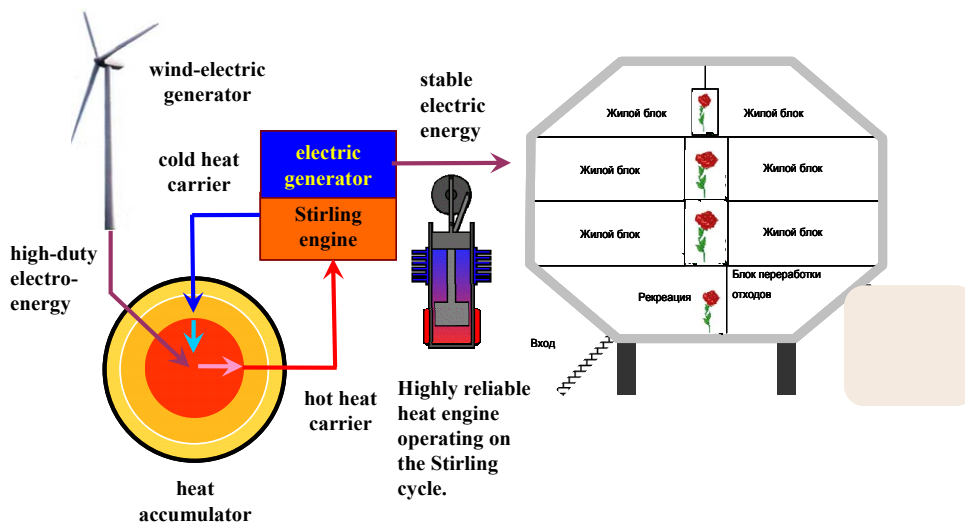 wind-electric
generator
stable
electric
energy
cold heat
carrier
electric
generator
Stirling
engine
high-duty
electro-
energy
hot heat
carrier
heat
accumulator
Highly reliable
heat engine
operating on
the Stirling
cycle.
Жилой блок
Жилой блок
Жилой блок
Жилой блок
Жилой блок
Жилой блок
Рекреация
Блок переработки
отходов
Вход